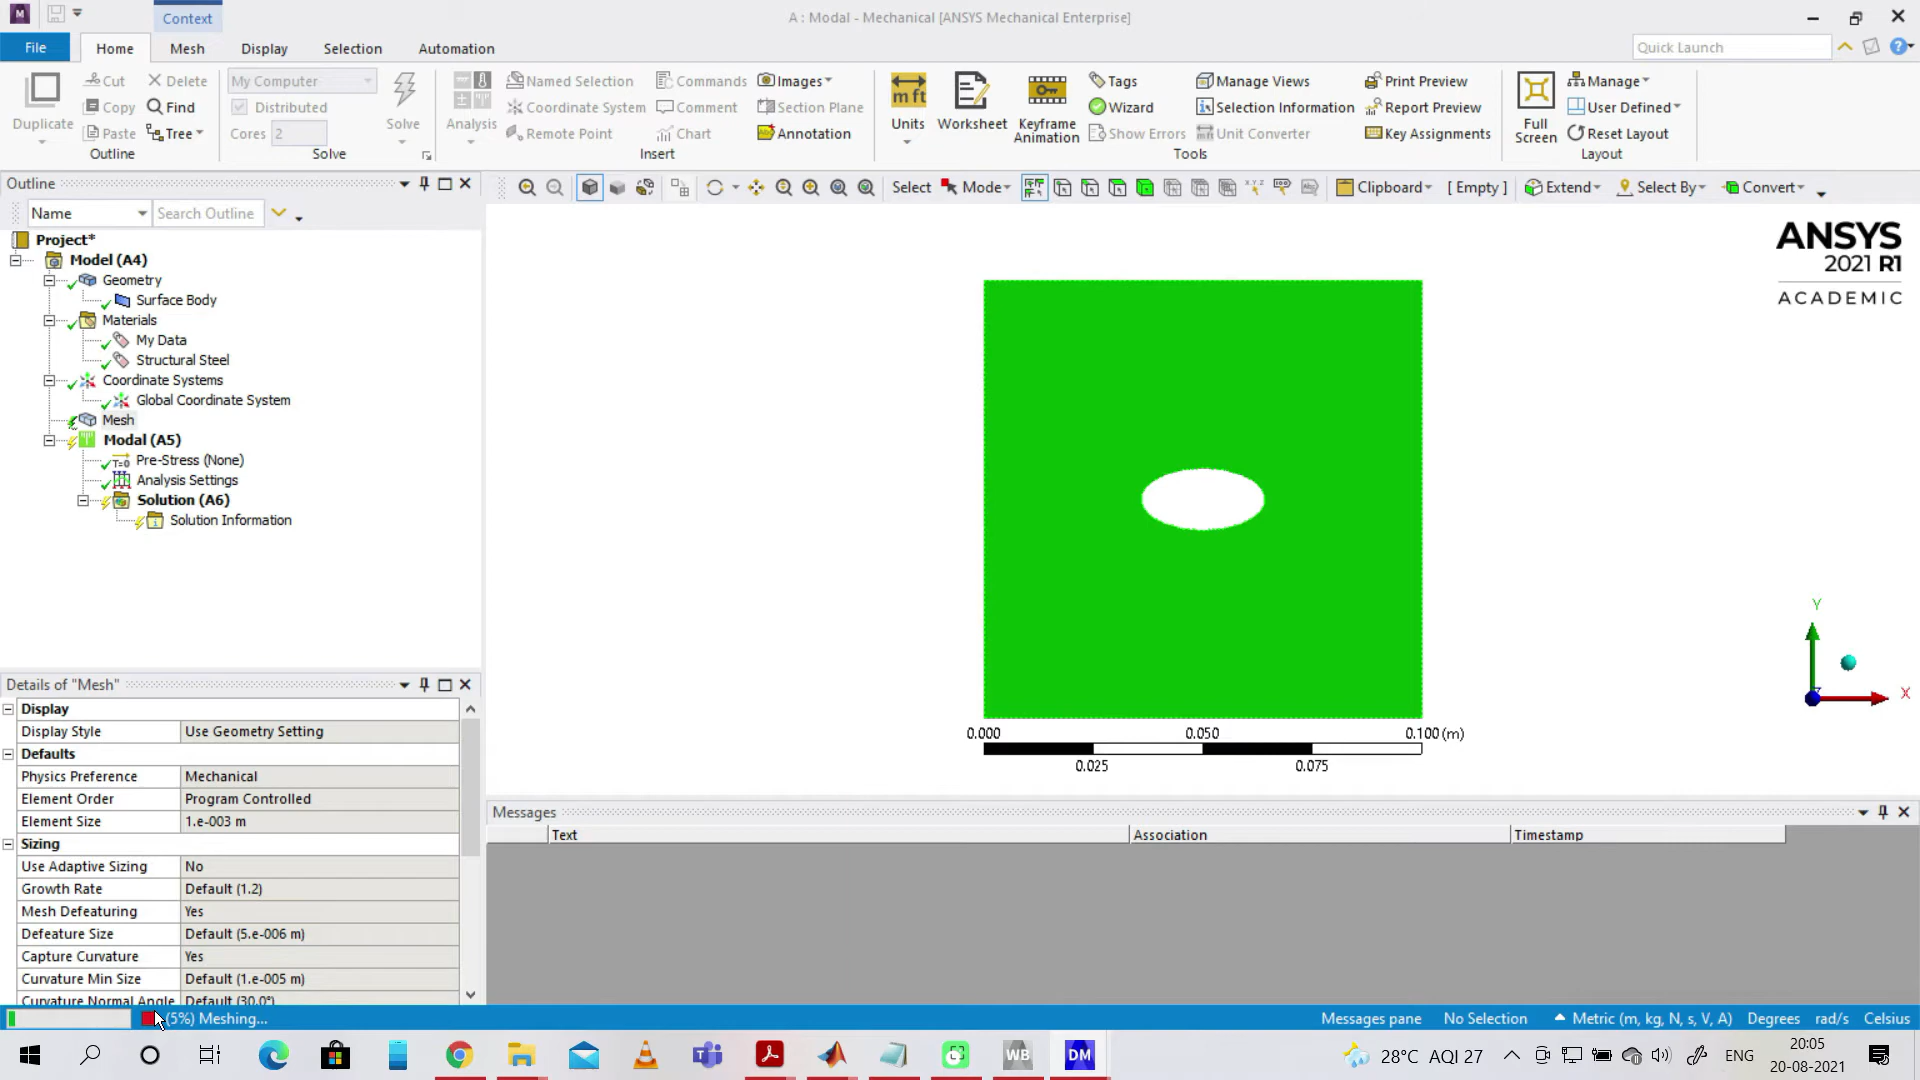 Context
A : Modal - Mechanical [ANSYS Mechanical Enterprise]
File Home Mesh Display Selection Automation
Quick Launch
Duplicate
Cut
Delete
Copy
Find
Paste
Tree
Outline
My Computer
Distributed
Cores 2
Solve
Solve
Analysis
Named Selection
Commands
Images
Coordinate System
Comment
Section Plane
Remote Point
Chart
Annotation
Insert
m ft
Units
Worksheet
Keyframe
Animation
Tags
Wizard
Show Errors
Manage Views
Selection Information
Unit Converter
Print Preview
Report Preview
Key Assignments
Tools
Full
Screen
Manage
User Defined
Reset Layout
Layout
Outline
Name Search Outline
Select Mode
Clipboard [ Empty ] Extend Select By Convert
Project*
Model (A4)
Geometry
Surface Body
Materials
My Data
Structural Steel
Coordinate Systems
Global Coordinate System
Mesh
Modal (A5)
T=0 Pre-Stress (None)
Analysis Settings
Solution (A6)
Solution Information
ANSYS
2021 R1
ACADEMIC
Y
X
0.000 0.050 0.100 (m)
0.025 0.075
Details of "Mesh"
Display
Display Style Use Geometry Setting
Defaults
Physics Preference Mechanical
Element Order Program Controlled
Element Size 1.e-003 m
Sizing
Use Adaptive Sizing No
Growth Rate Default (1.2)
Mesh Defeaturing Yes
Defeature Size Default (5.e-006 m)
Capture Curvature Yes
Curvature Min Size Default (1.e-005 m)
Curvature Normal Angle Default (30.0°)
Messages
Text Association Timestamp
(5%) Meshing...
Messages pane No Selection Metric (m, kg, N, s, V, A) Degrees rad/s Celsius
WB
DM
28°C AQI 27
ENG
20:05
20-08-2021